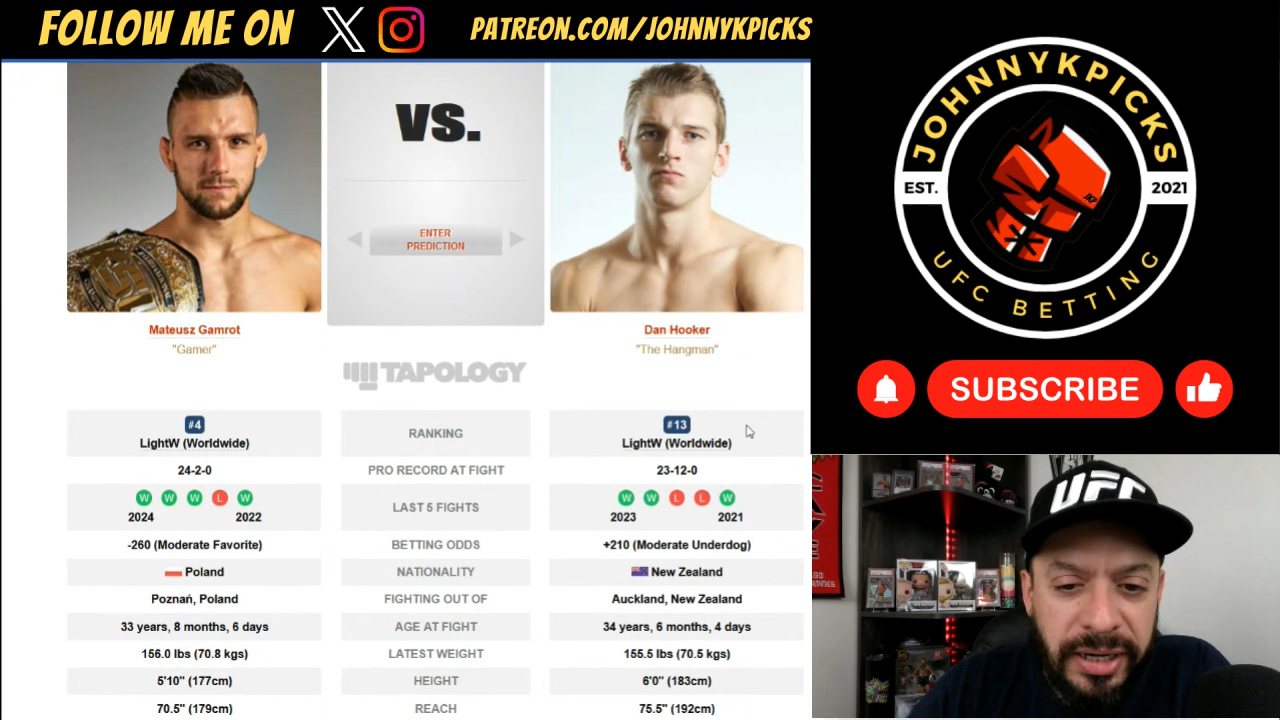 FOLLOW ME ON
PATREON.COM/JOHNNYKPICKS
VS.
ENTER
PREDICTION
Mateusz Gamrot
"Gamer"
Dan Hooker
"The Hangman"
TAPOLOGY
#4
LightW (Worldwide)
RANKING
#13
LightW (Worldwide)
24-2-0
PRO RECORD AT FIGHT
23-12-0
W W W L W
2024 2022
LAST 5 FIGHTS
W W L L W
2023 2021
-260 (Moderate Favorite)
BETTING ODDS
+210 (Moderate Underdog)
Poland
NATIONALITY
New Zealand
Poznań, Poland
FIGHTING OUT OF
Auckland, New Zealand
33 years, 8 months, 6 days
AGE AT FIGHT
34 years, 6 months, 4 days
156.0 lbs (70.8 kgs)
LATEST WEIGHT
155.5 lbs (70.5 kgs)
5'10" (177cm)
HEIGHT
6'0" (183cm)
70.5" (179cm)
REACH
75.5" (192cm)
JOHNNYKPICKS
EST. 2021
JKP
UFC BETTING
SUBSCRIBE
UFC